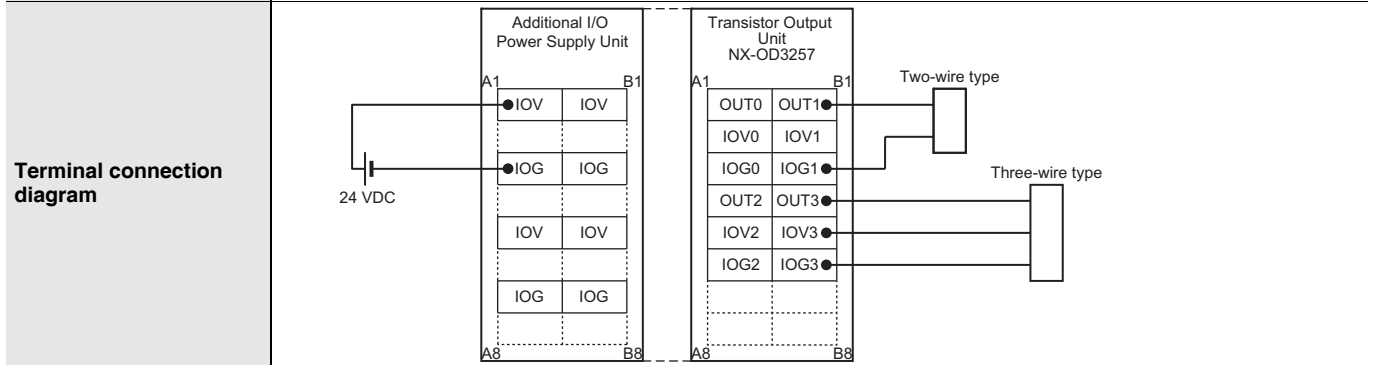 Terminal connection
diagram
Additional I/O
Power Supply Unit
A1 B1
IOV IOV
IOG IOG
IOV IOV
IOG IOG
A8 B8
24 VDC
Transistor Output
Unit
NX-OD3257
A1 B1
OUT0 OUT1
IOV0 IOV1
IOG0 IOG1
OUT2 OUT3
IOV2 IOV3
IOG2 IOG3
A8 B8
Two-wire type
Three-wire type